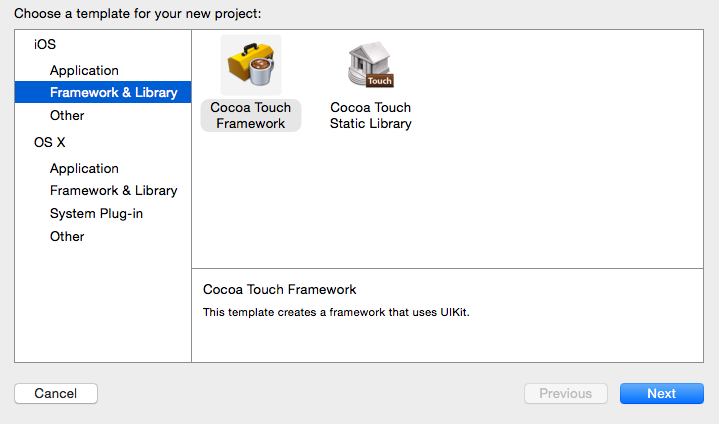 Choose a template for your new project:
iOS
Application
Framework & Library
Other
OS X
Application
Framework & Library
System Plug-in
Other
Cocoa Touch
Framework
Touch
Cocoa Touch
Static Library
Cocoa Touch Framework
This template creates a framework that uses UIKit.
Cancel
Previous
Next